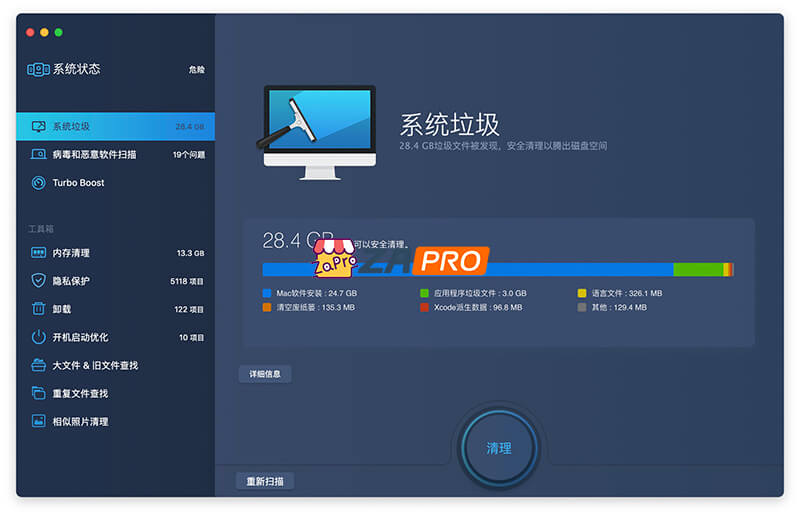 系统状态
危险
系统垃圾
28.4 GB
病毒和恶意软件扫描
19个问题
Turbo Boost
工具箱
内存清理
13.3 GB
隐私保护
5118 项目
卸载
122 项目
开机启动优化
10 项目
大文件 & 旧文件查找
重复文件查找
相似照片清理
系统垃圾
28.4 GB垃圾文件被发现，安全清理以腾出磁盘空间
28.4 GB
可以安全清理。
ZaPro
ZAPRO
Mac软件安装 : 24.7 GB
应用程序垃圾文件 : 3.0 GB
语言文件 : 326.1 MB
清空废纸篓 : 135.3 MB
Xcode派生数据 : 96.8 MB
其他 : 129.4 MB
详细信息
清理
重新扫描